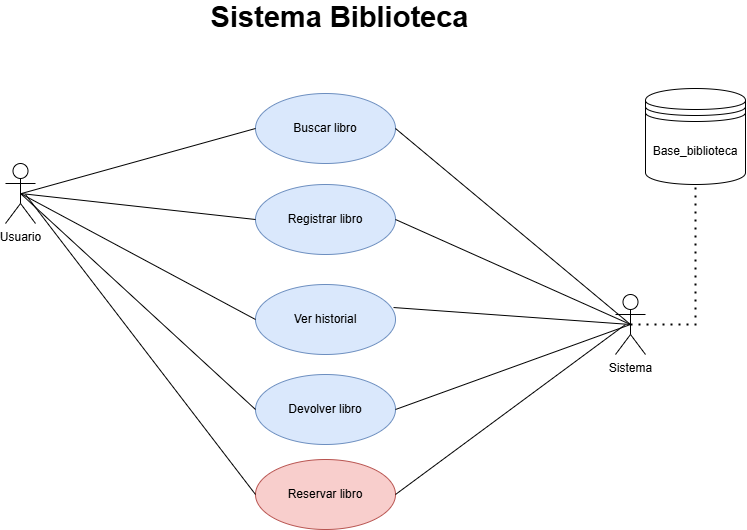 Sistema Biblioteca
Buscar libro
Base_biblioteca
Registrar libro
Usuario
Ver historial
Sistema
Devolver libro
Reservar libro